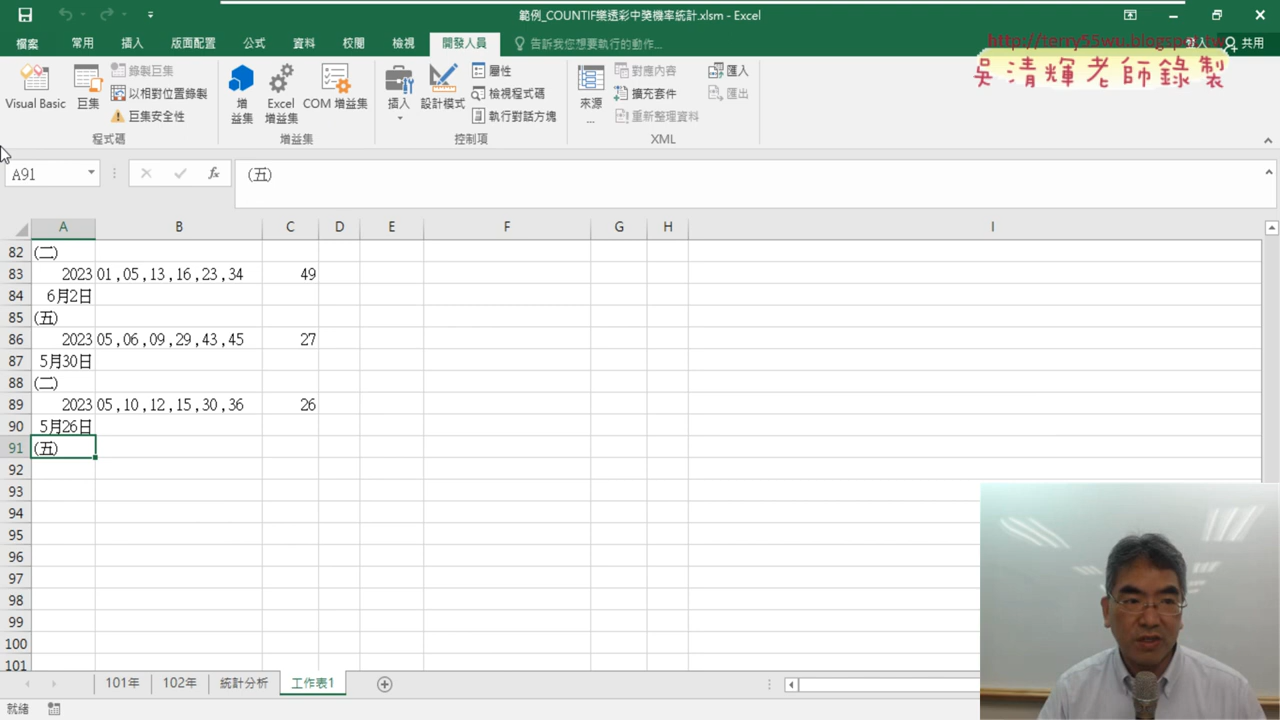 範例_COUNTIF樂透彩中獎機率統計.xlsm - Excel
檔案 常用 插入 版面配置 公式 資料 校閱 檢視 開發人員 告訴我您想要執行的動作... 共用
http://terry55wu.blogspot.tw
吳清輝老師錄製
Visual Basic 巨集 錄製巨集 以相對位置錄製 巨集安全性
增益集 Excel 增益集 COM 增益集
插入 設計模式 屬性 檢視程式碼 執行對話方塊
來源... 對應內容 擴充套件 重新整理資料 匯入 匯出
程式碼 增益集 控制項 XML
A91 fx (五)
A B C D E F G H I
82 (二)
83 2023 01 ,05 ,13 ,16 ,23 ,34 49
84 6月2日
85 (五)
86 2023 05 ,06 ,09 ,29 ,43 ,45 27
87 5月30日
88 (二)
89 2023 05 ,10 ,12 ,15 ,30 ,36 26
90 5月26日
91 (五)
92
93
94
95
96
97
98
99
100
101
101年 102年 統計分析 工作表1
就緒